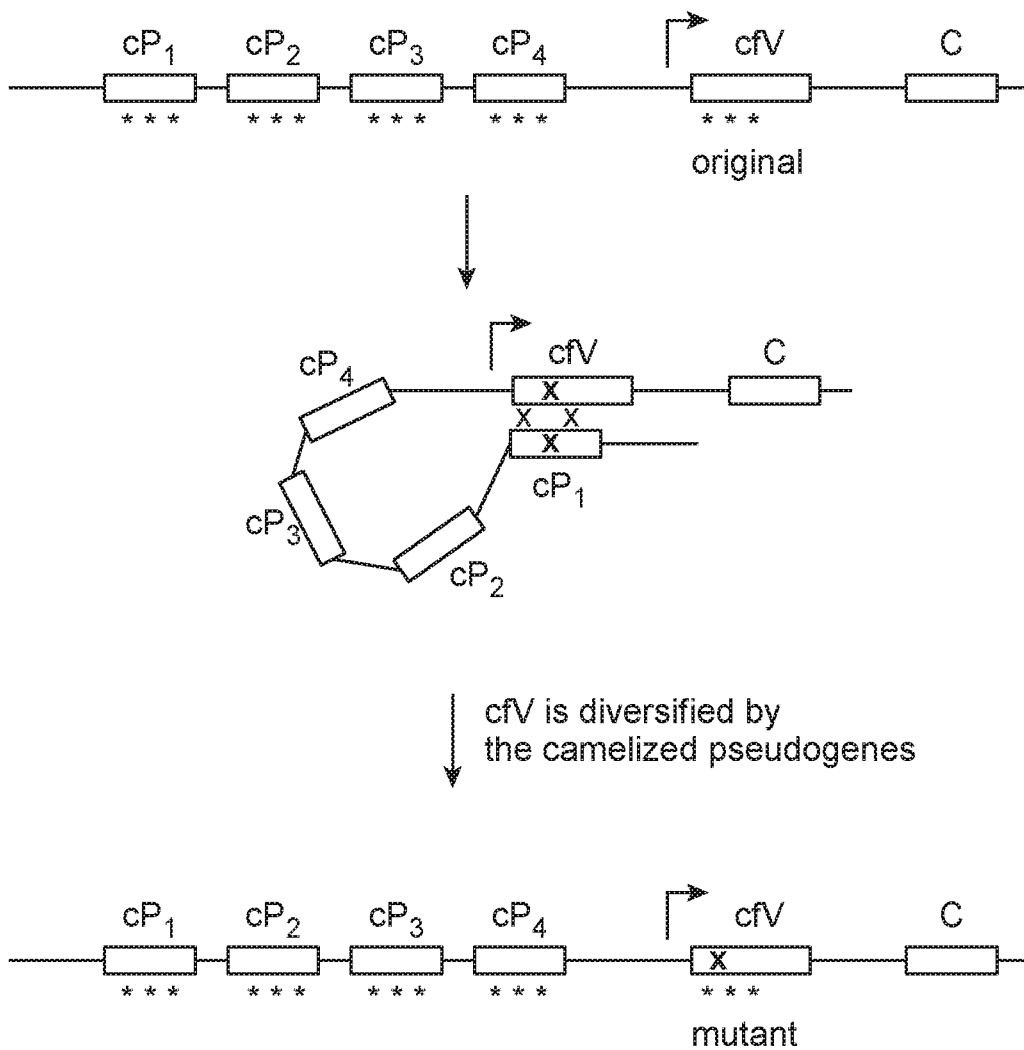 cP₁ cP₂ cP₃ cP₄ cfV C
* * * * * * * * * * * * * * *
original
cP₄ cfV C
X
X X
X
cP₁
cP₃
cP₂
cfV is diversified by
the camelized pseudogenes
cP₁ cP₂ cP₃ cP₄ cfV C
X
* * * * * * * * * * * * * * *
mutant